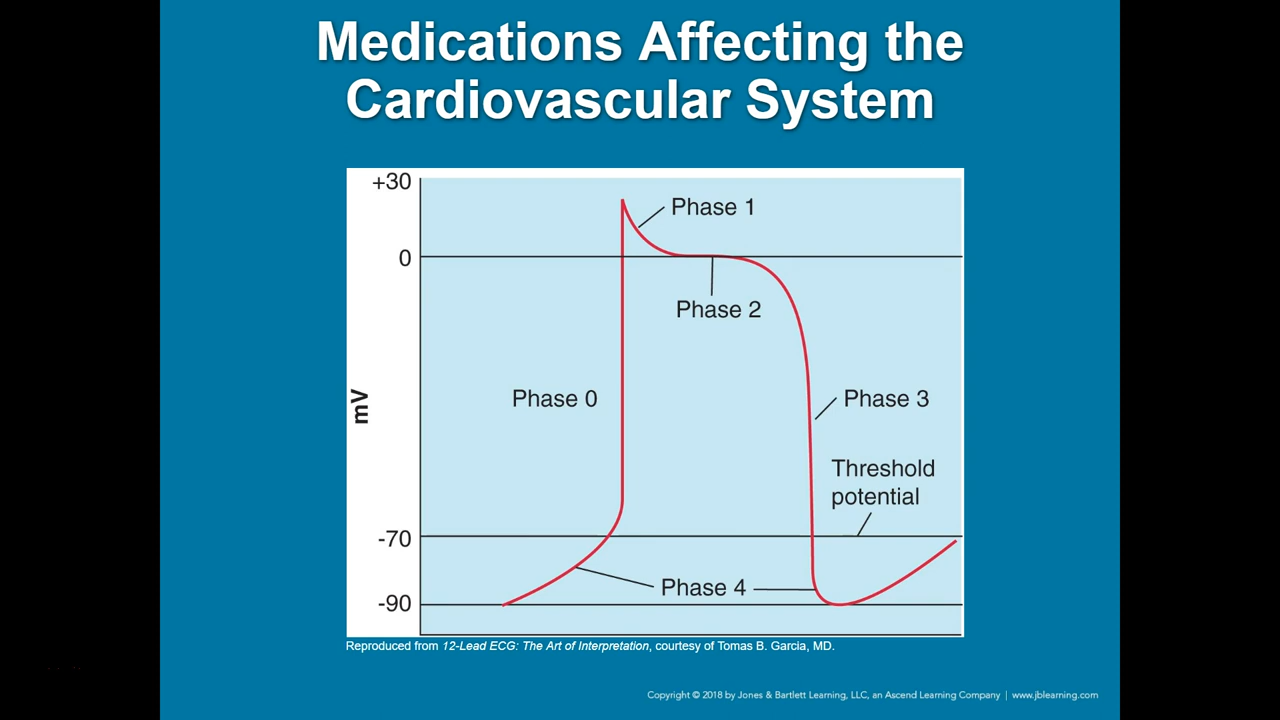 Medications Affecting the
Cardiovascular System
+30
Phase 1
0
Phase 2
mV
Phase 0
Phase 3
Threshold
potential
-70
Phase 4
-90
Reproduced from 12-Lead ECG: The Art of Interpretation, courtesy of Tomas B. Garcia, MD.
Copyright © 2018 by Jones & Bartlett Learning, LLC, an Ascend Learning Company | www.jblearning.com